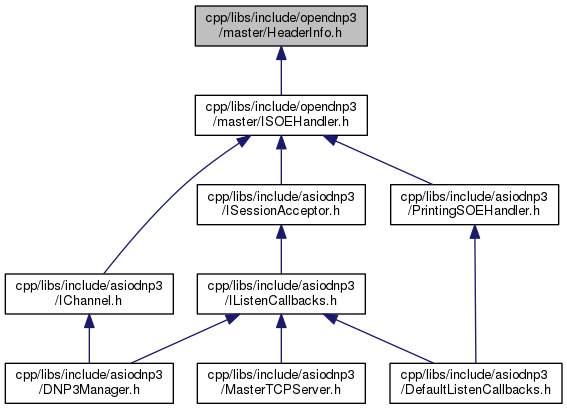 cpp/libs/include/opendnp3
/master/HeaderInfo.h
cpp/libs/include/opendnp3
/master/ISOEHandler.h
cpp/libs/include/asiodnp3
/ISessionAcceptor.h
cpp/libs/include/asiodnp3
/PrintingSOEHandler.h
cpp/libs/include/asiodnp3
/IChannel.h
cpp/libs/include/asiodnp3
/IListenCallbacks.h
cpp/libs/include/asiodnp3
/DNP3Manager.h
cpp/libs/include/asiodnp3
/MasterTCPServer.h
cpp/libs/include/asiodnp3
/DefaultListenCallbacks.h